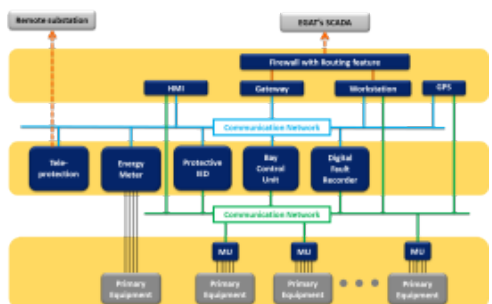 Remote substation
EGAT's SCADA
Firewall with Routing feature
HMI
Gateway
Workstation
GPS
Communication Network
Tele-
protection
Energy
Meter
Protective
IED
Bay
Control
Unit
Digital
Fault
Recorder
Communication Network
MU
MU
MU
Primary
Equipment
Primary
Equipment
Primary
Equipment
Primary
Equipment